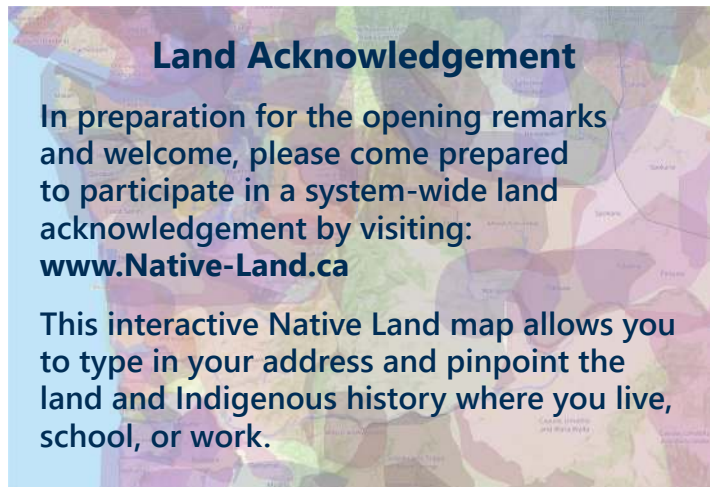 Land Acknowledgement
In preparation for the opening remarks
and welcome, please come prepared
to participate in a system-wide land
acknowledgement by visiting:
www.Native-Land.ca
This interactive Native Land map allows you
to type in your address and pinpoint the
land and Indigenous history where you live,
school, or work.